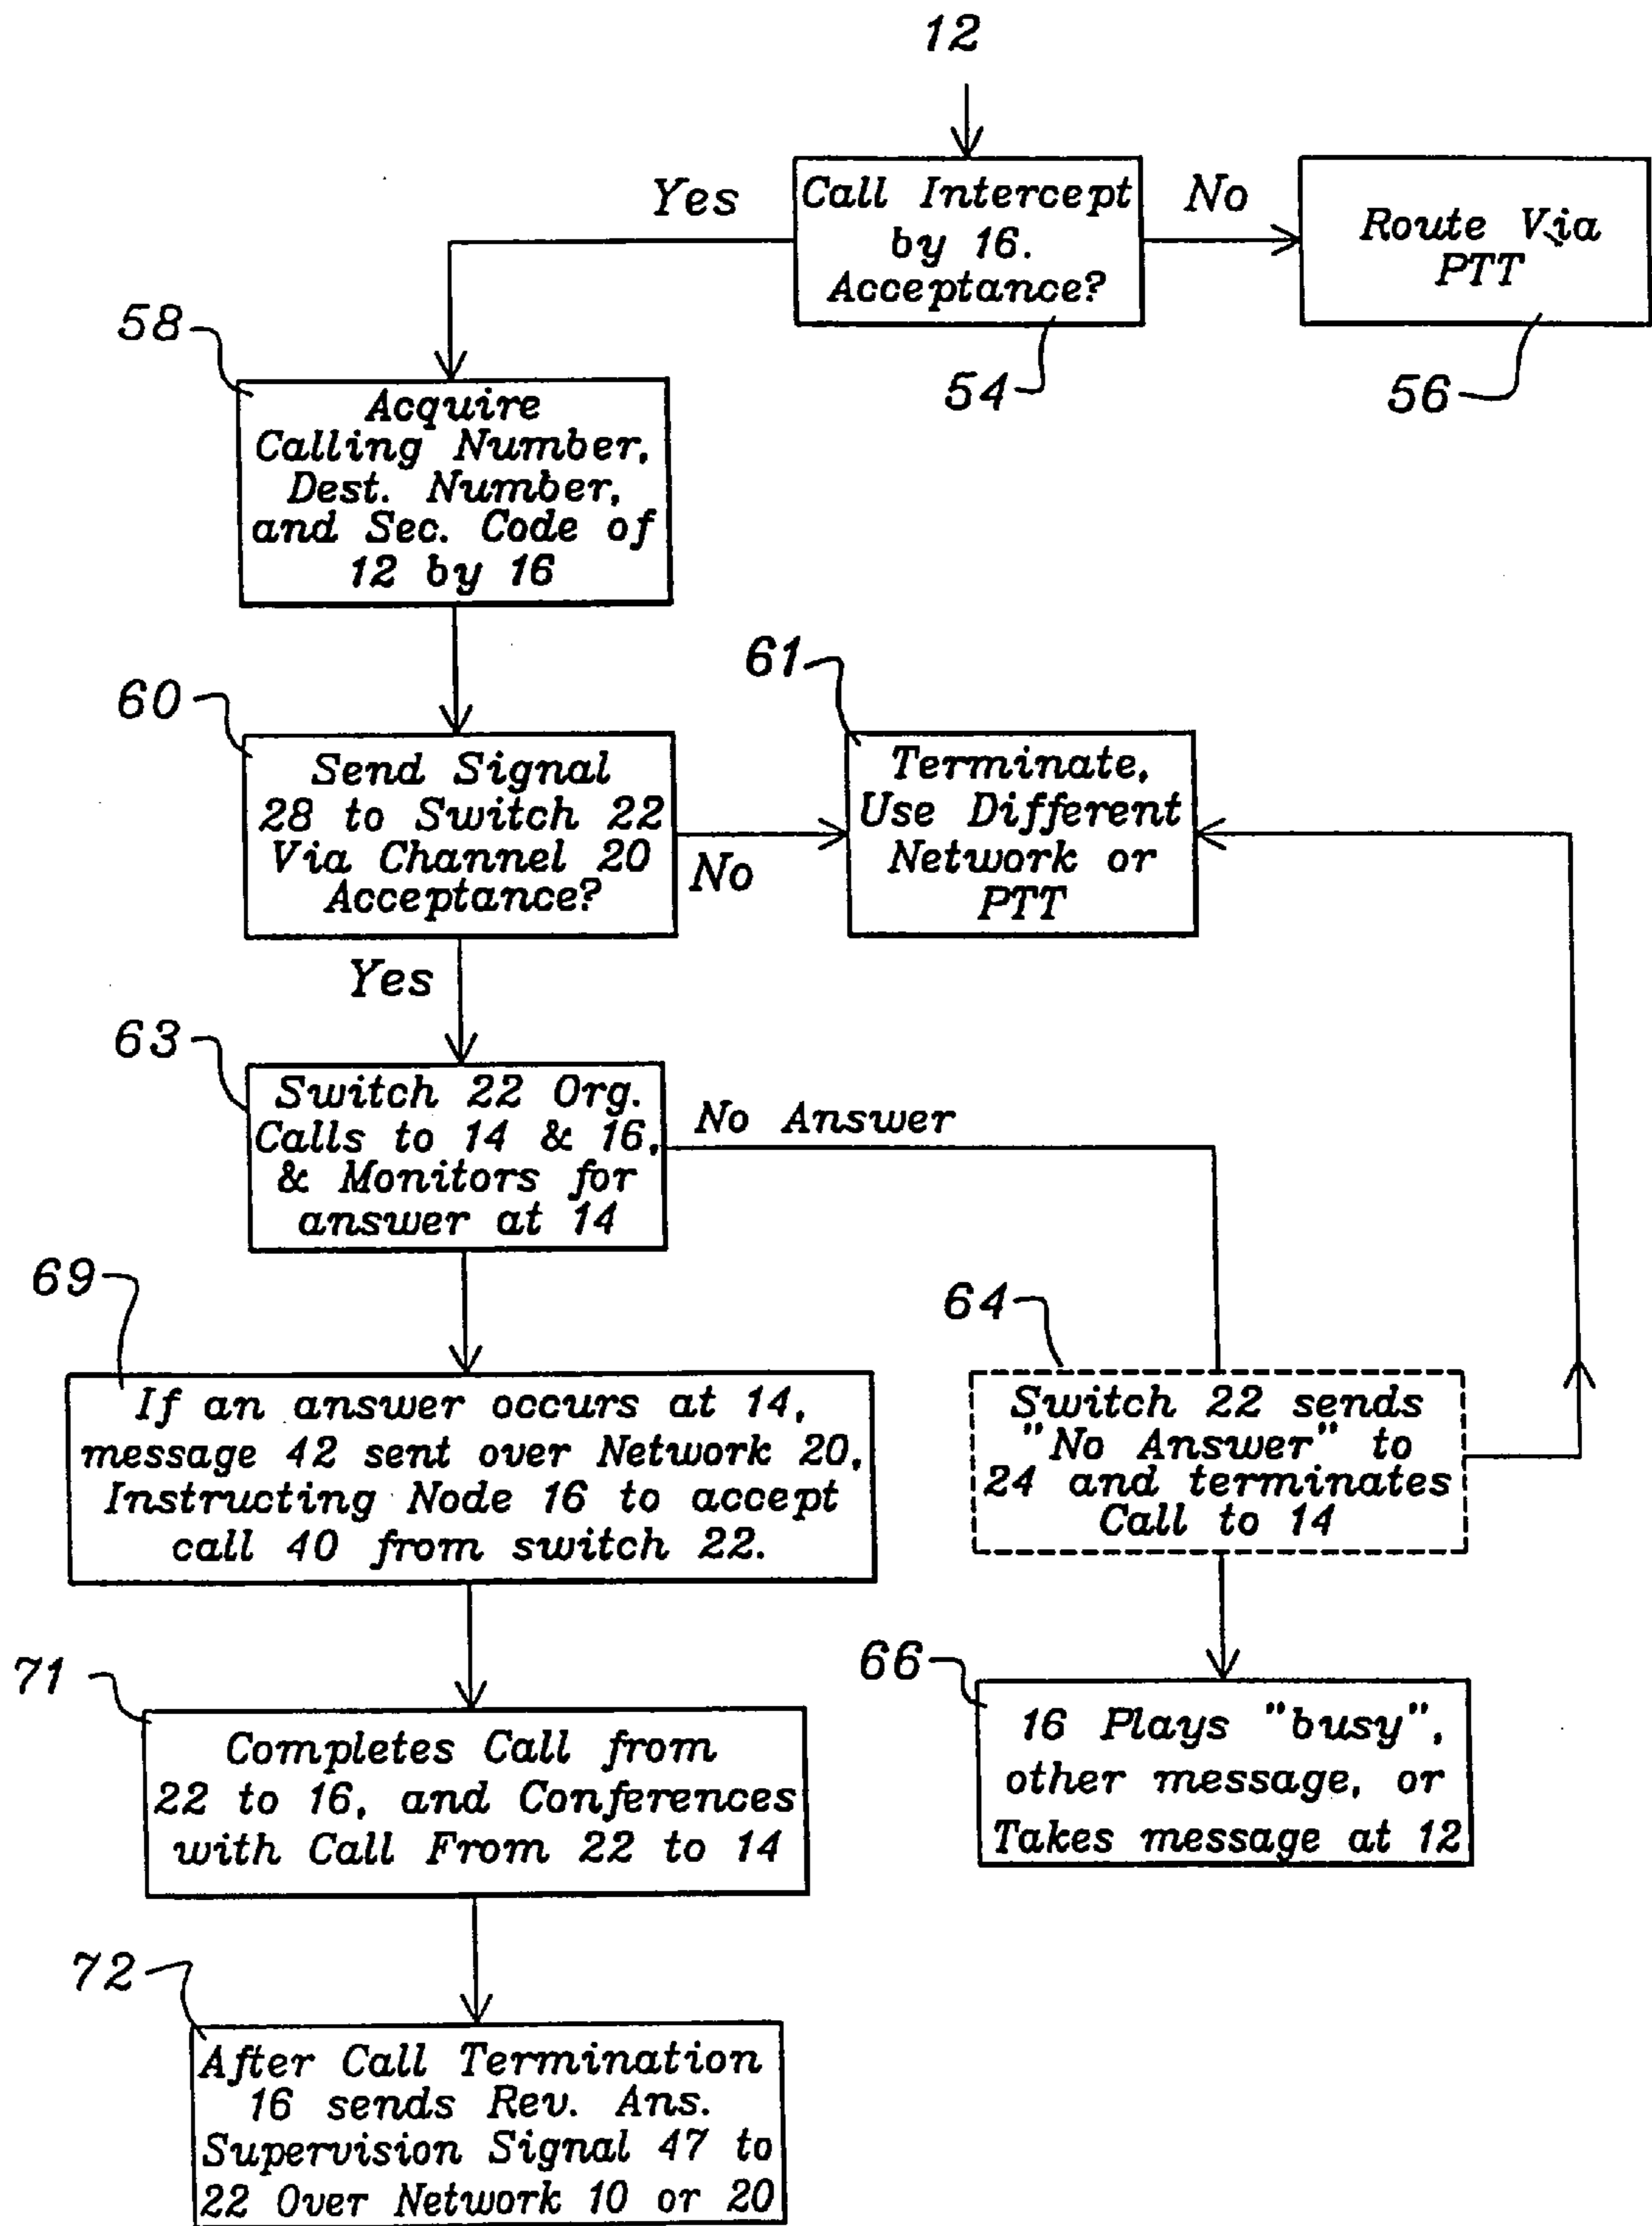 12
Yes
Call Intercept
by 16.
Acceptance?
No
Route Via
PTT
54
56
58
Acquire
Calling Number,
Dest. Number,
and Sec. Code of
12 by 16
60
Send Signal
28 to Switch 22
Via Channel 20
Acceptance?
No
61
Terminate,
Use Different
Network or
PTT
Yes
63
Switch 22 Org.
Calls to 14 & 16,
& Monitors for
answer at 14
No Answer
69
If an answer occurs at 14,
message 42 sent over Network 20,
Instructing Node 16 to accept
call 40 from switch 22.
64
Switch 22 sends
"No Answer" to
24 and terminates
Call to 14
71
Completes Call from
22 to 16, and Conferences
with Call From 22 to 14
66
16 Plays "busy",
other message, or
Takes message at 12
72
After Call Termination
16 sends Rev. Ans.
Supervision Signal 47 to
22 Over Network 10 or 20